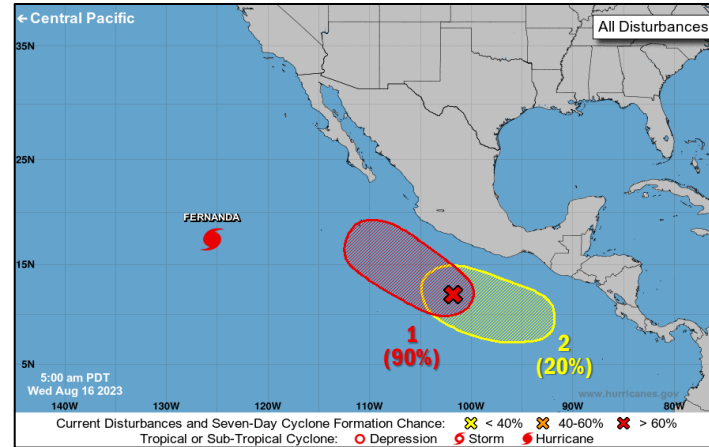 ← Central Pacific
All Disturbances
35N
25N
FERNANDA
15N
1
(90%)
2
(20%)
5N
5:00 am PDT
Wed Aug 16 2023
www.hurricanes.gov
140W 130W 120W 110W 100W 90W 80W
Current Disturbances and Seven-Day Cyclone Formation Chance: < 40% 40-60% > 60%
Tropical or Sub-Tropical Cyclone: Depression Storm Hurricane